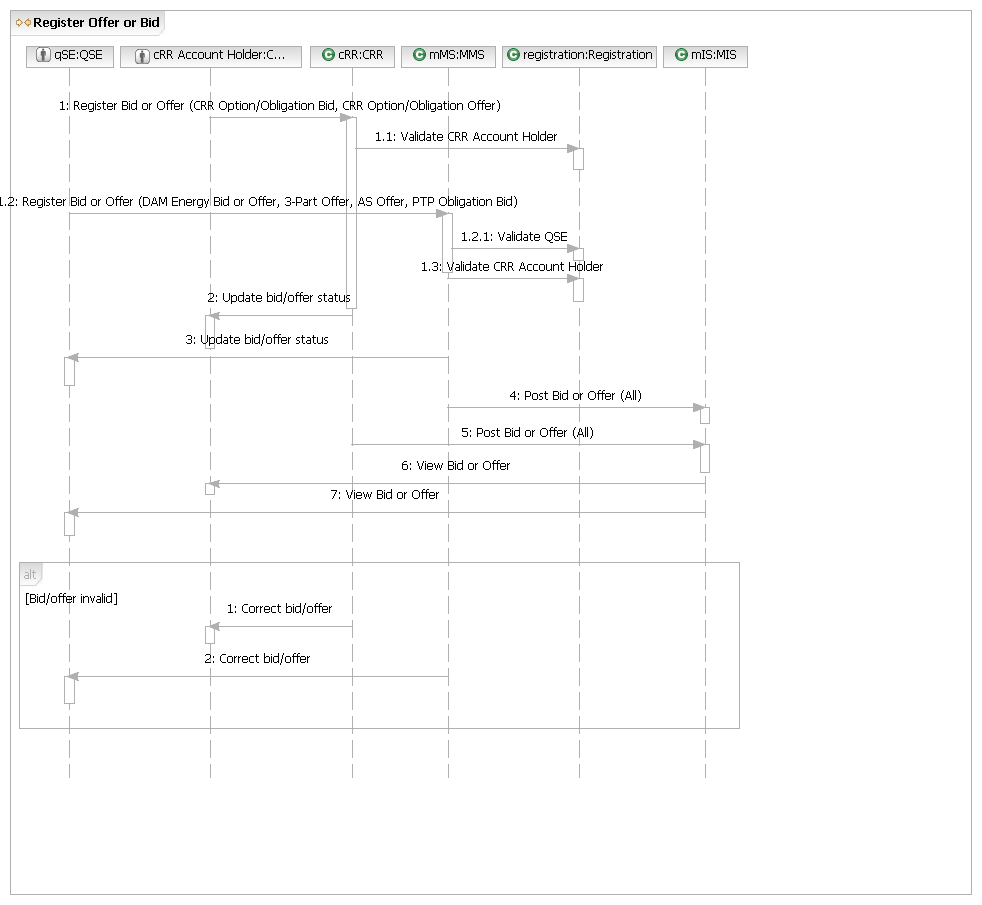 Register Offer or Bid
qSE:QSE
cRR Account Holder:C...
cRR:CRR
mMS:MMS
registration:Registration
mIS:MIS
1: Register Bid or Offer (CRR Option/Obligation Bid, CRR Option/Obligation Offer)
1.1: Validate CRR Account Holder
1.2: Register Bid or Offer (DAM Energy Bid or Offer, 3-Part Offer, AS Offer, PTP Obligation Bid)
1.2.1: Validate QSE
1.3: Validate CRR Account Holder
2: Update bid/offer status
3: Update bid/offer status
4: Post Bid or Offer (All)
5: Post Bid or Offer (All)
6: View Bid or Offer
7: View Bid or Offer
alt
[Bid/offer invalid]
1: Correct bid/offer
2: Correct bid/offer